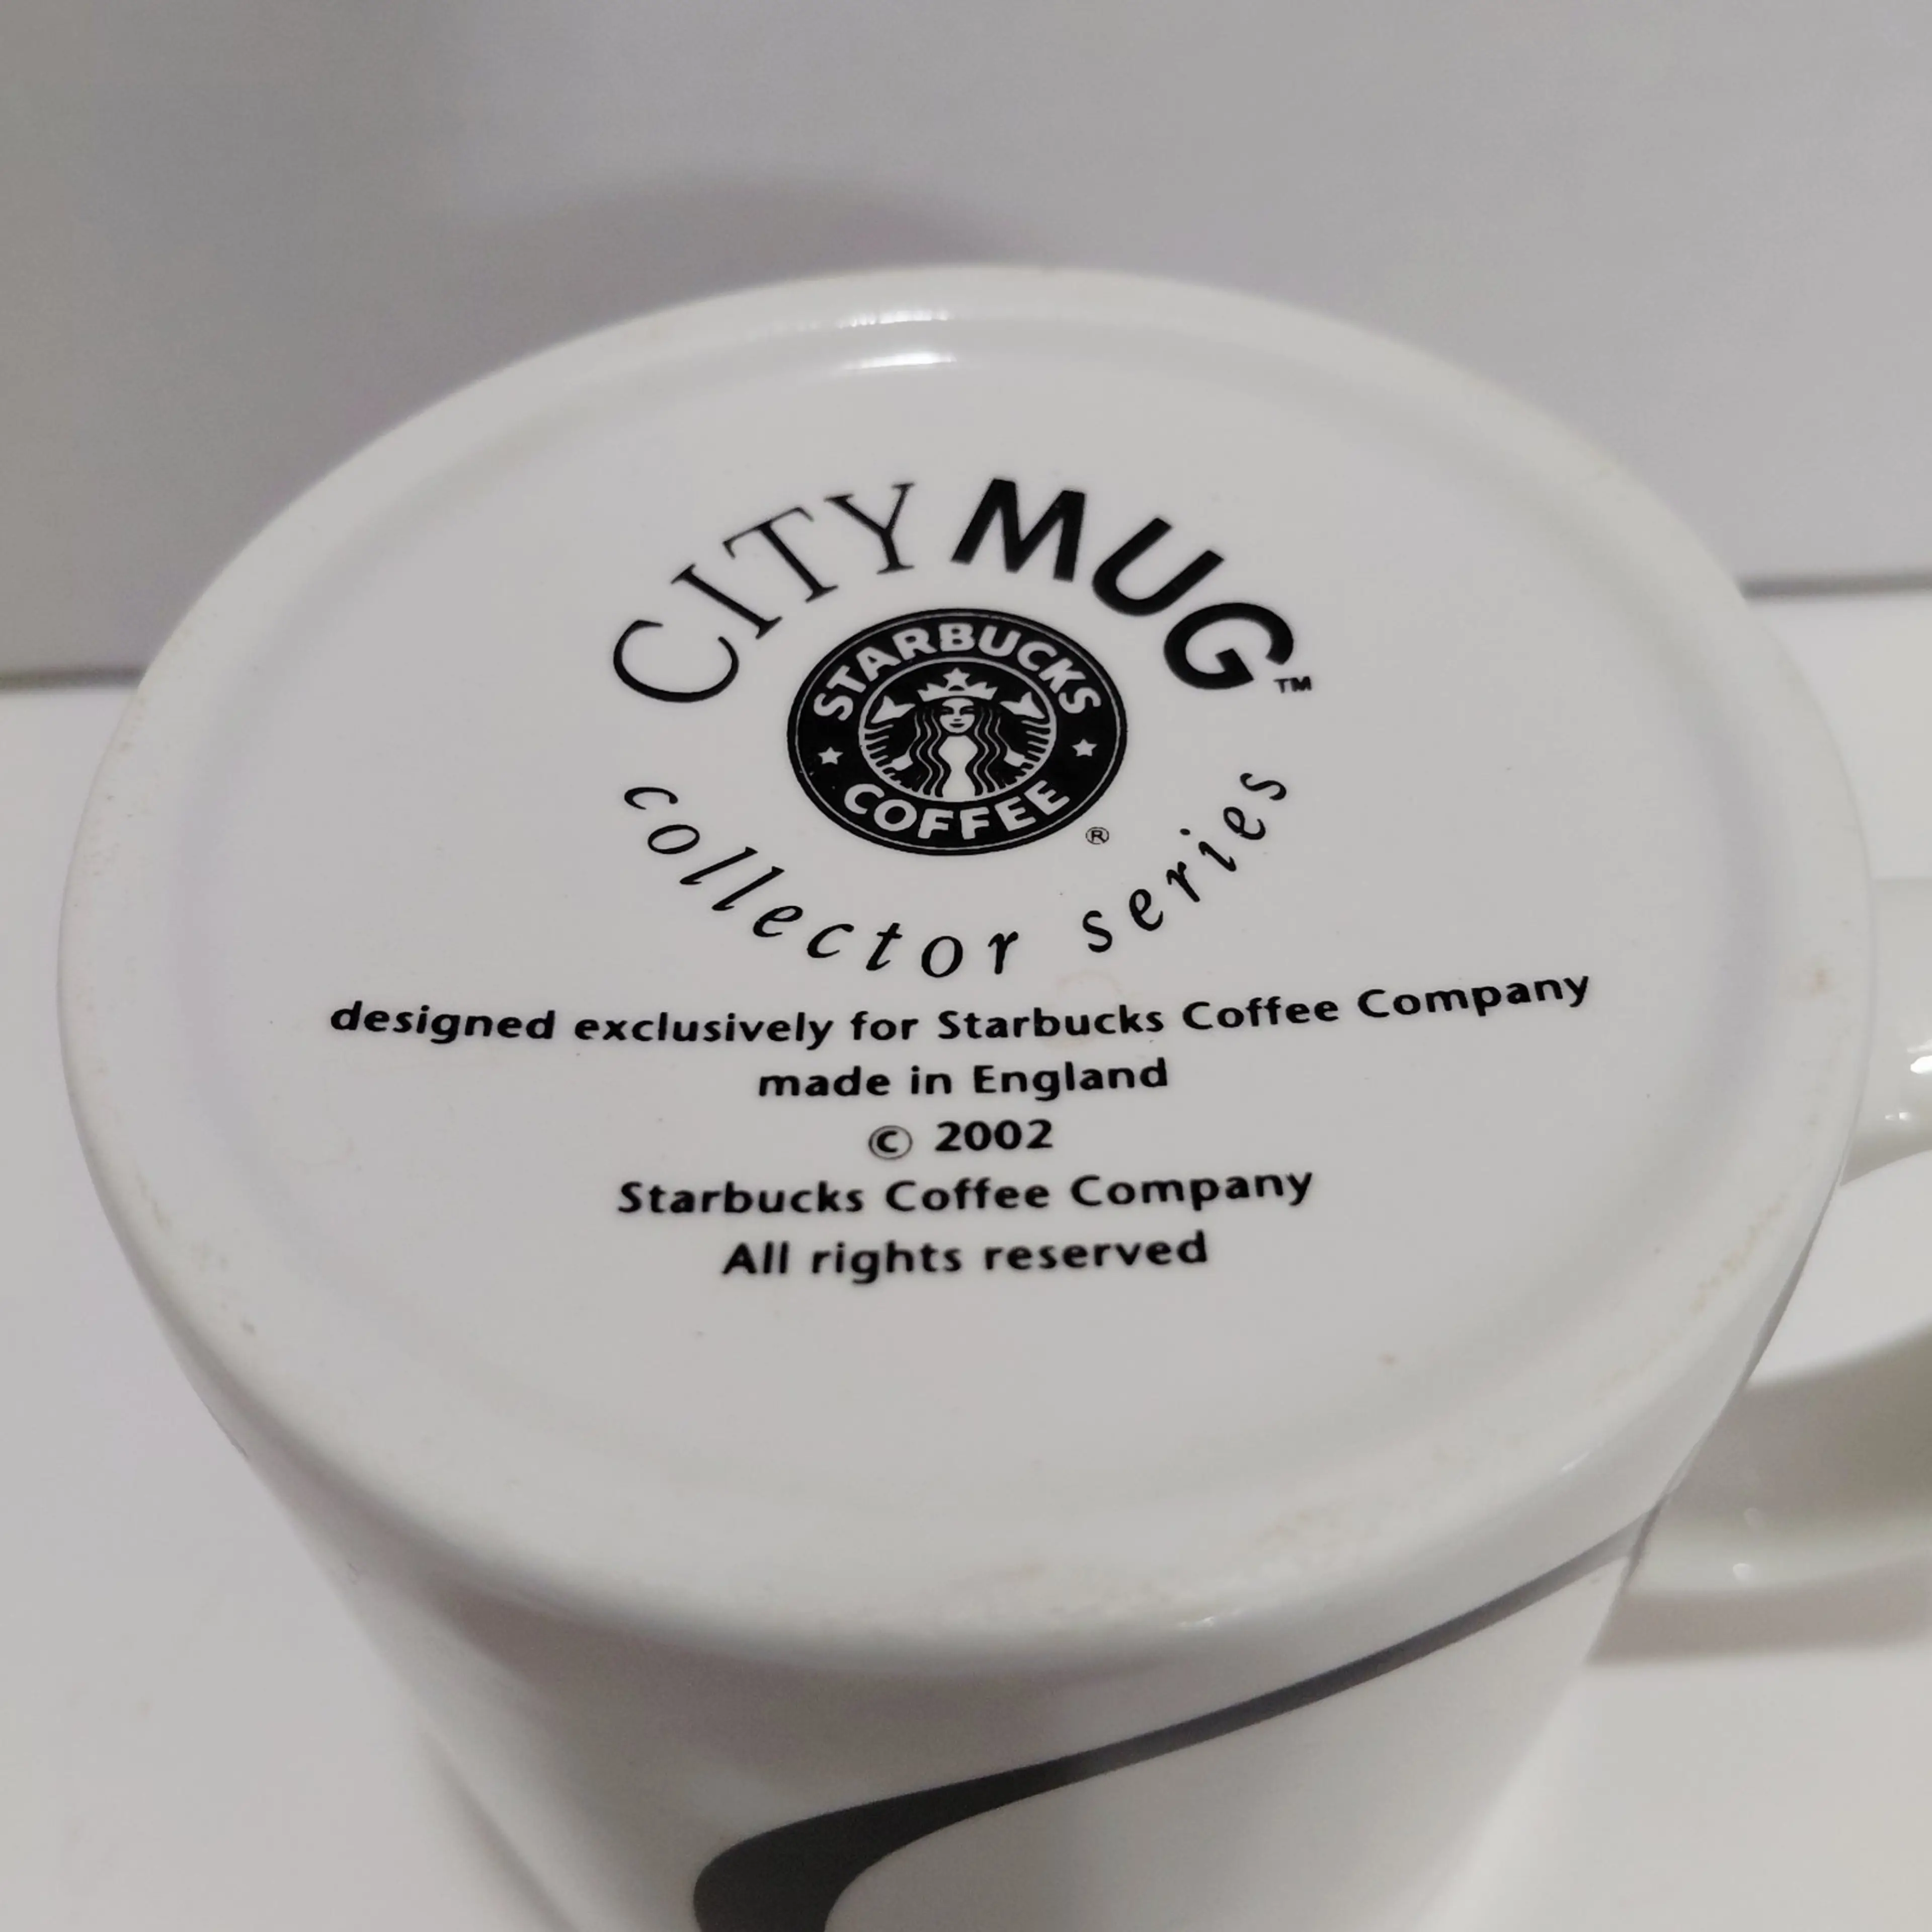 CITY MUG™
STARBUCKS
COFFEE
®
collector series
designed exclusively for Starbucks Coffee Company
made in England
© 2002
Starbucks Coffee Company
All rights reserved